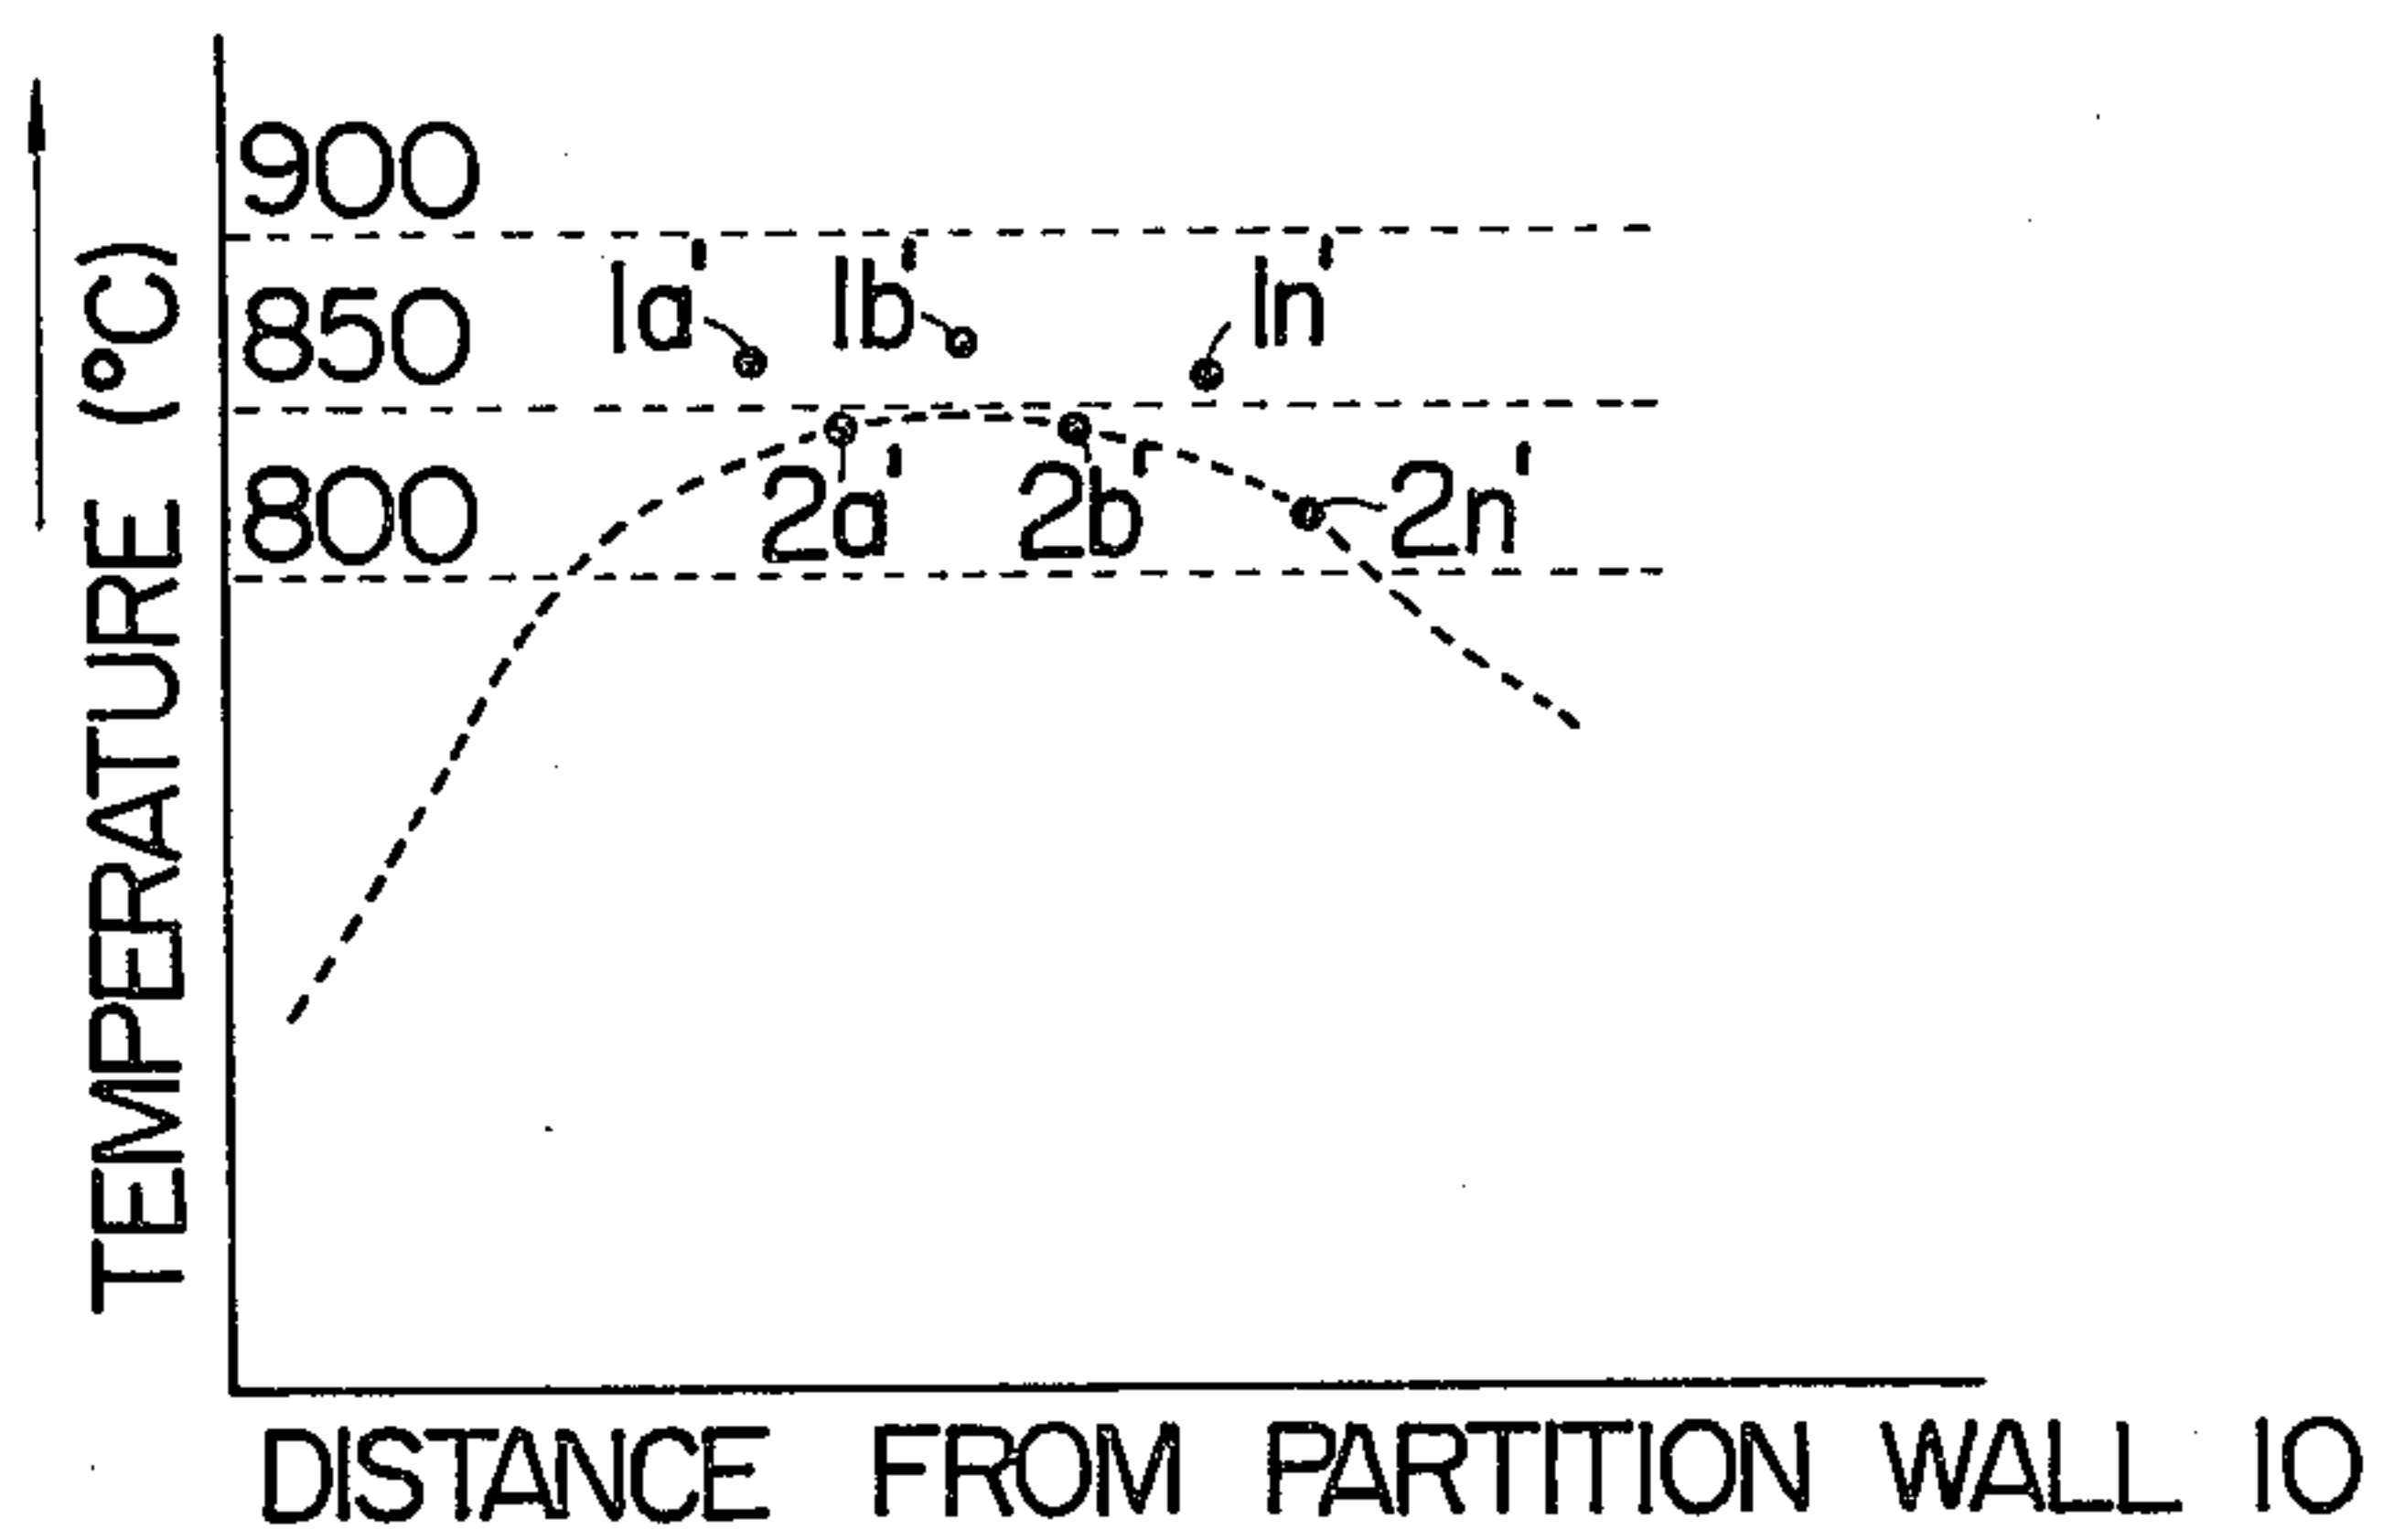 TEMPERATURE (°C)
900
850
800
1a'
1b'
1n'
2a'
2b'
2n'
DISTANCE FROM PARTITION WALL 10